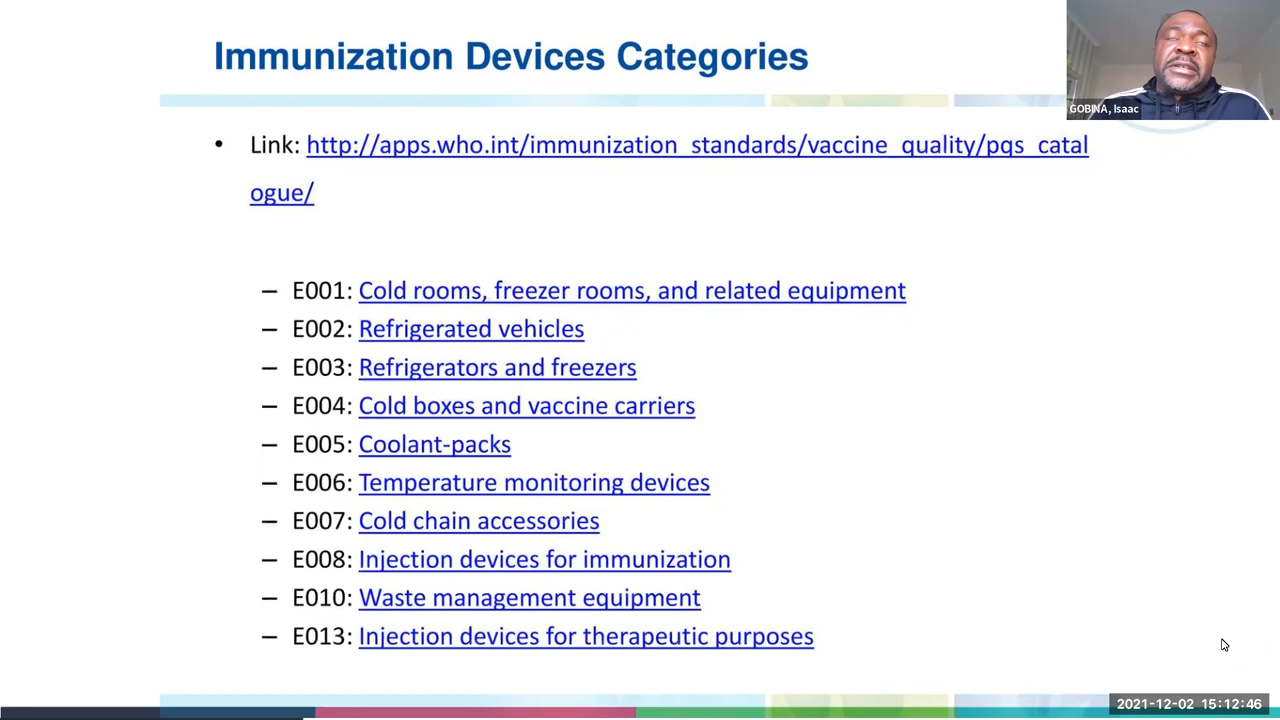 Immunization Devices Categories
GOBINA, Isaac
• Link: http://apps.who.int/immunization_standards/vaccine_quality/pqs_catal
ogue/
– E001: Cold rooms, freezer rooms, and related equipment
– E002: Refrigerated vehicles
– E003: Refrigerators and freezers
– E004: Cold boxes and vaccine carriers
– E005: Coolant-packs
– E006: Temperature monitoring devices
– E007: Cold chain accessories
– E008: Injection devices for immunization
– E010: Waste management equipment
– E013: Injection devices for therapeutic purposes
2021-12-02 15:12:46